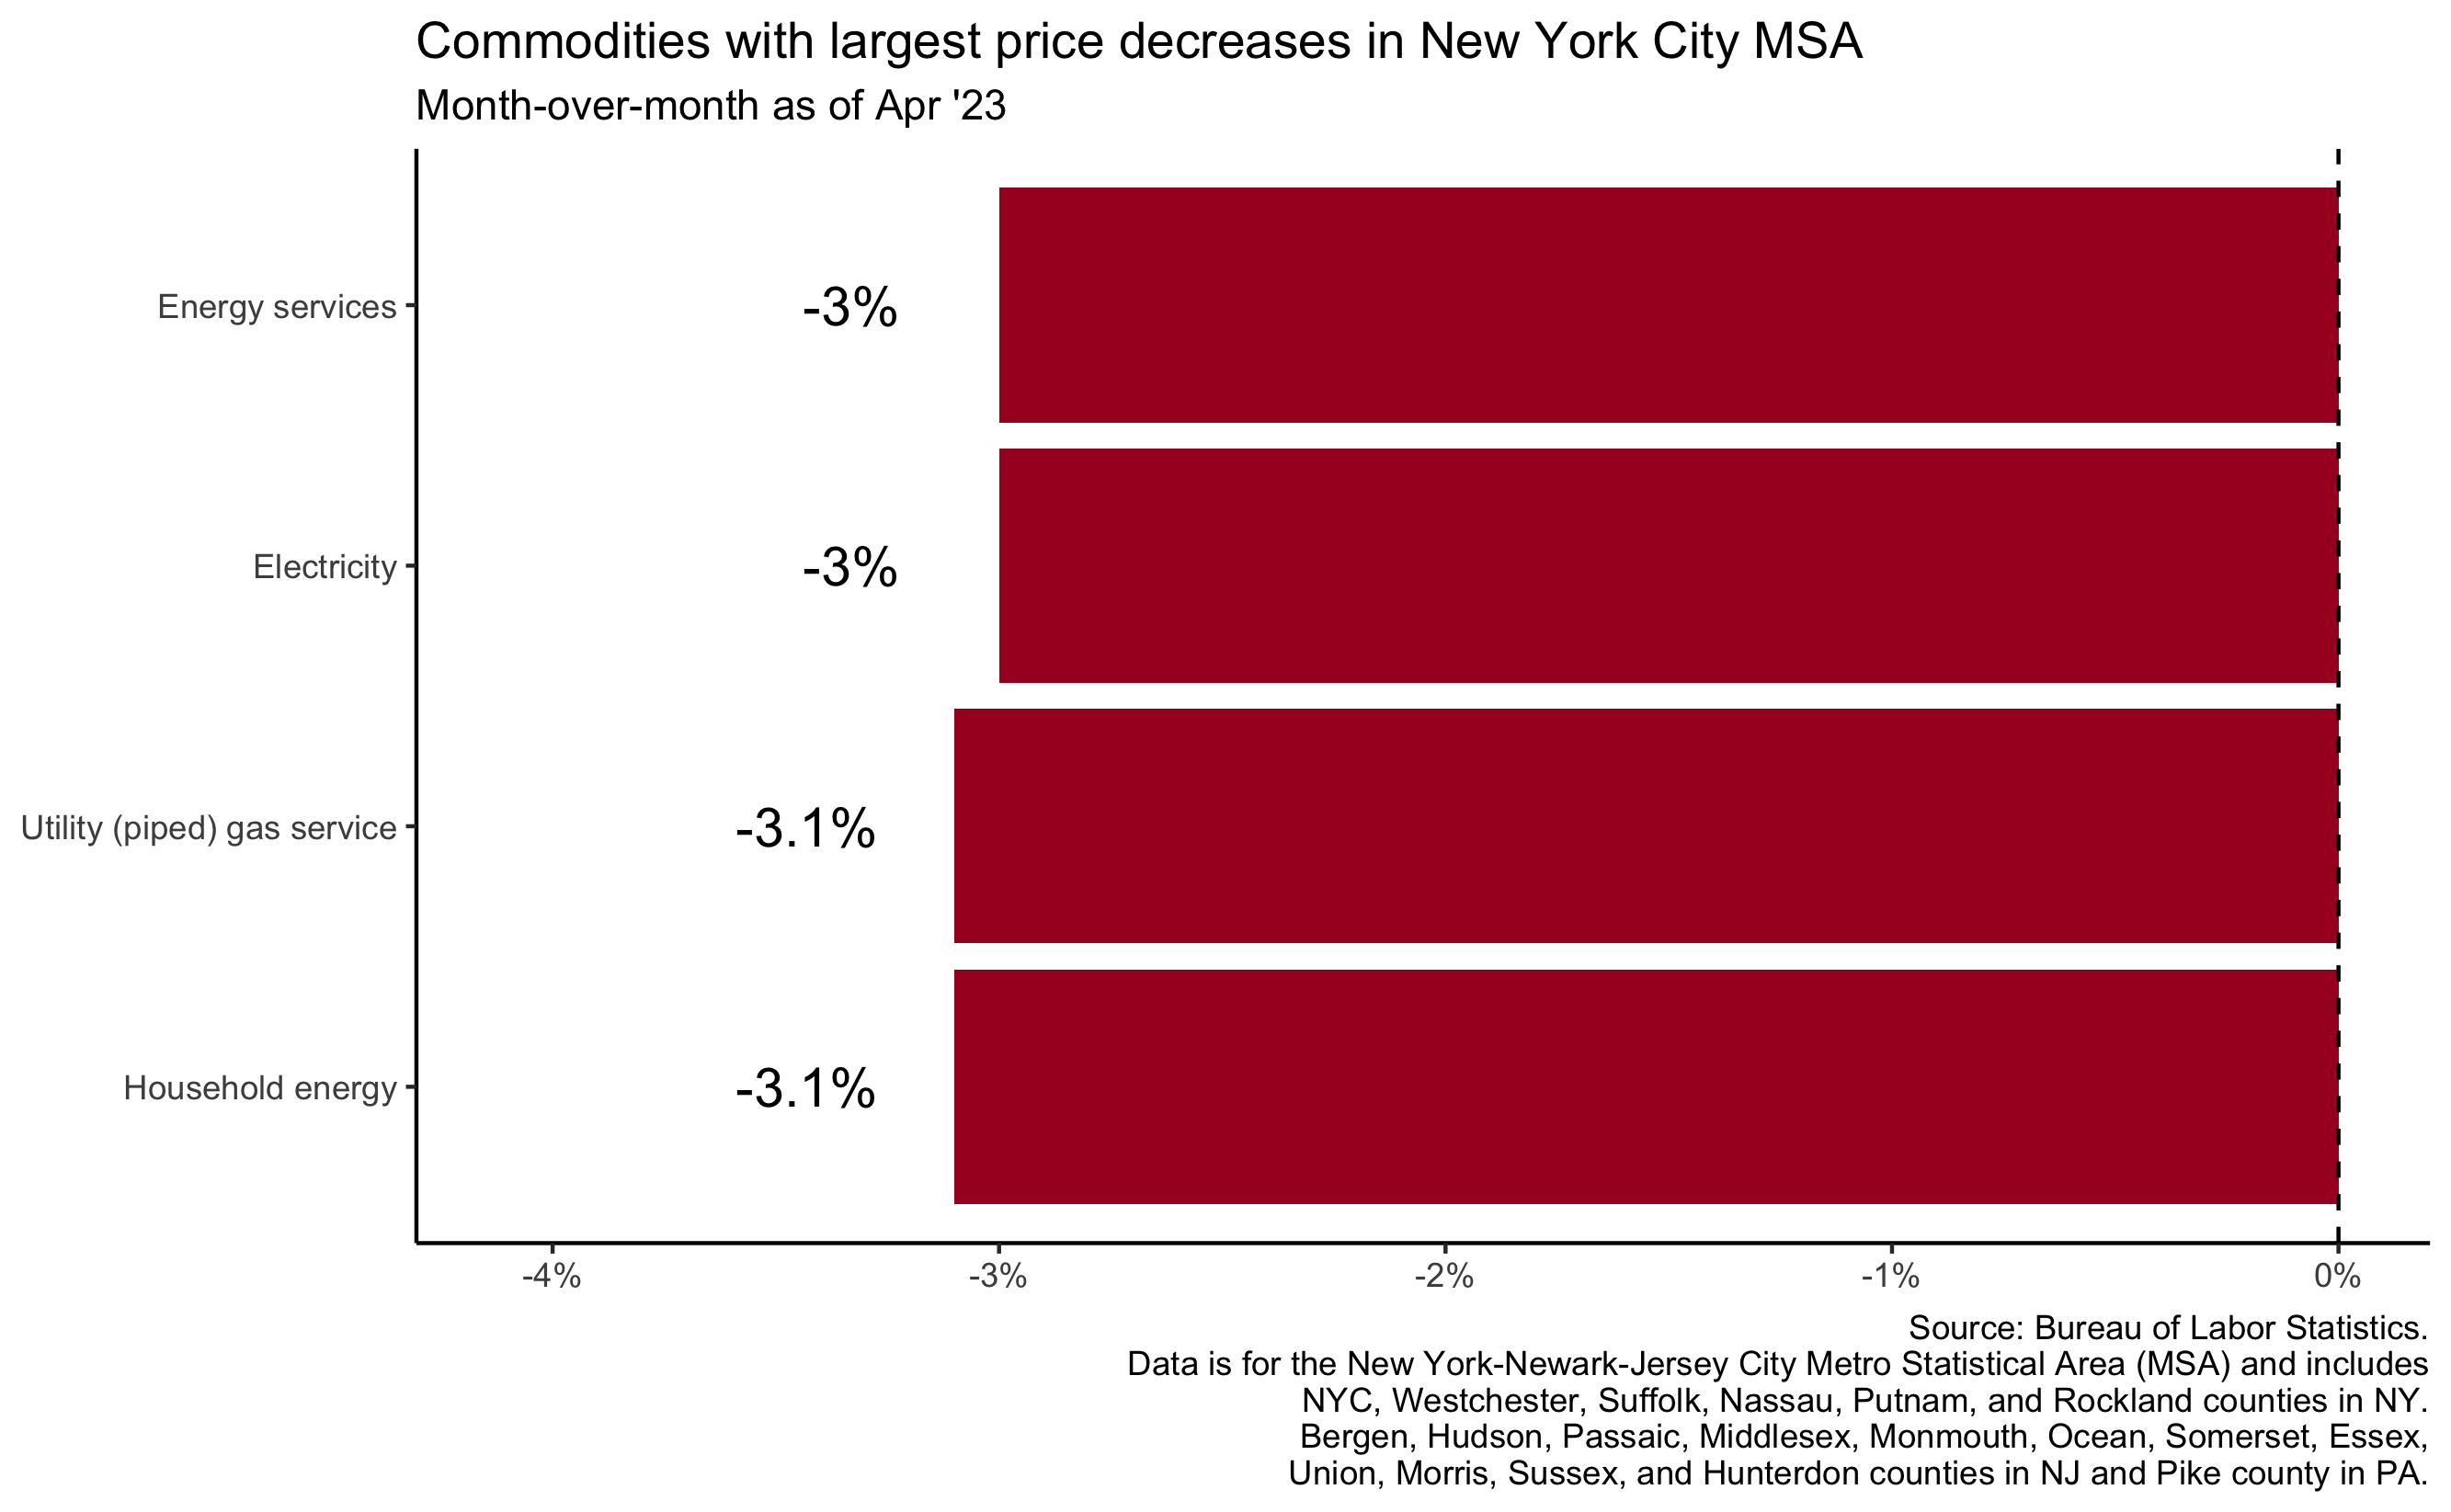 Commodities with largest price decreases in New York City MSA
Month-over-month as of Apr '23
Energy services
-3%
Electricity
-3%
Utility (piped) gas service
-3.1%
Household energy
-3.1%
-4%
-3%
-2%
-1%
0%
Source: Bureau of Labor Statistics.
Data is for the New York-Newark-Jersey City Metro Statistical Area (MSA) and includes
NYC, Westchester, Suffolk, Nassau, Putnam, and Rockland counties in NY.
Bergen, Hudson, Passaic, Middlesex, Monmouth, Ocean, Somerset, Essex,
Union, Morris, Sussex, and Hunterdon counties in NJ and Pike county in PA.